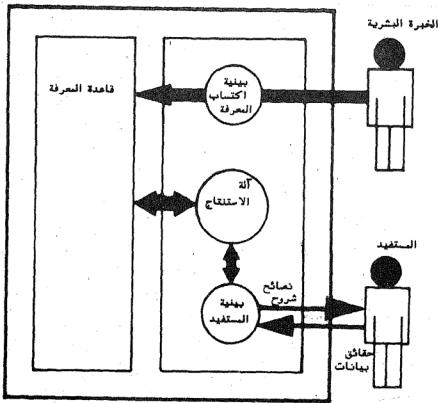 الخبرة البشرية
قاعدة المعرفة
بينية
اكتساب
المعرفة
آلة
الاستنتاج
المستفيد
نصائح
شروح
بينية
المستفيد
حقائق
بيانات